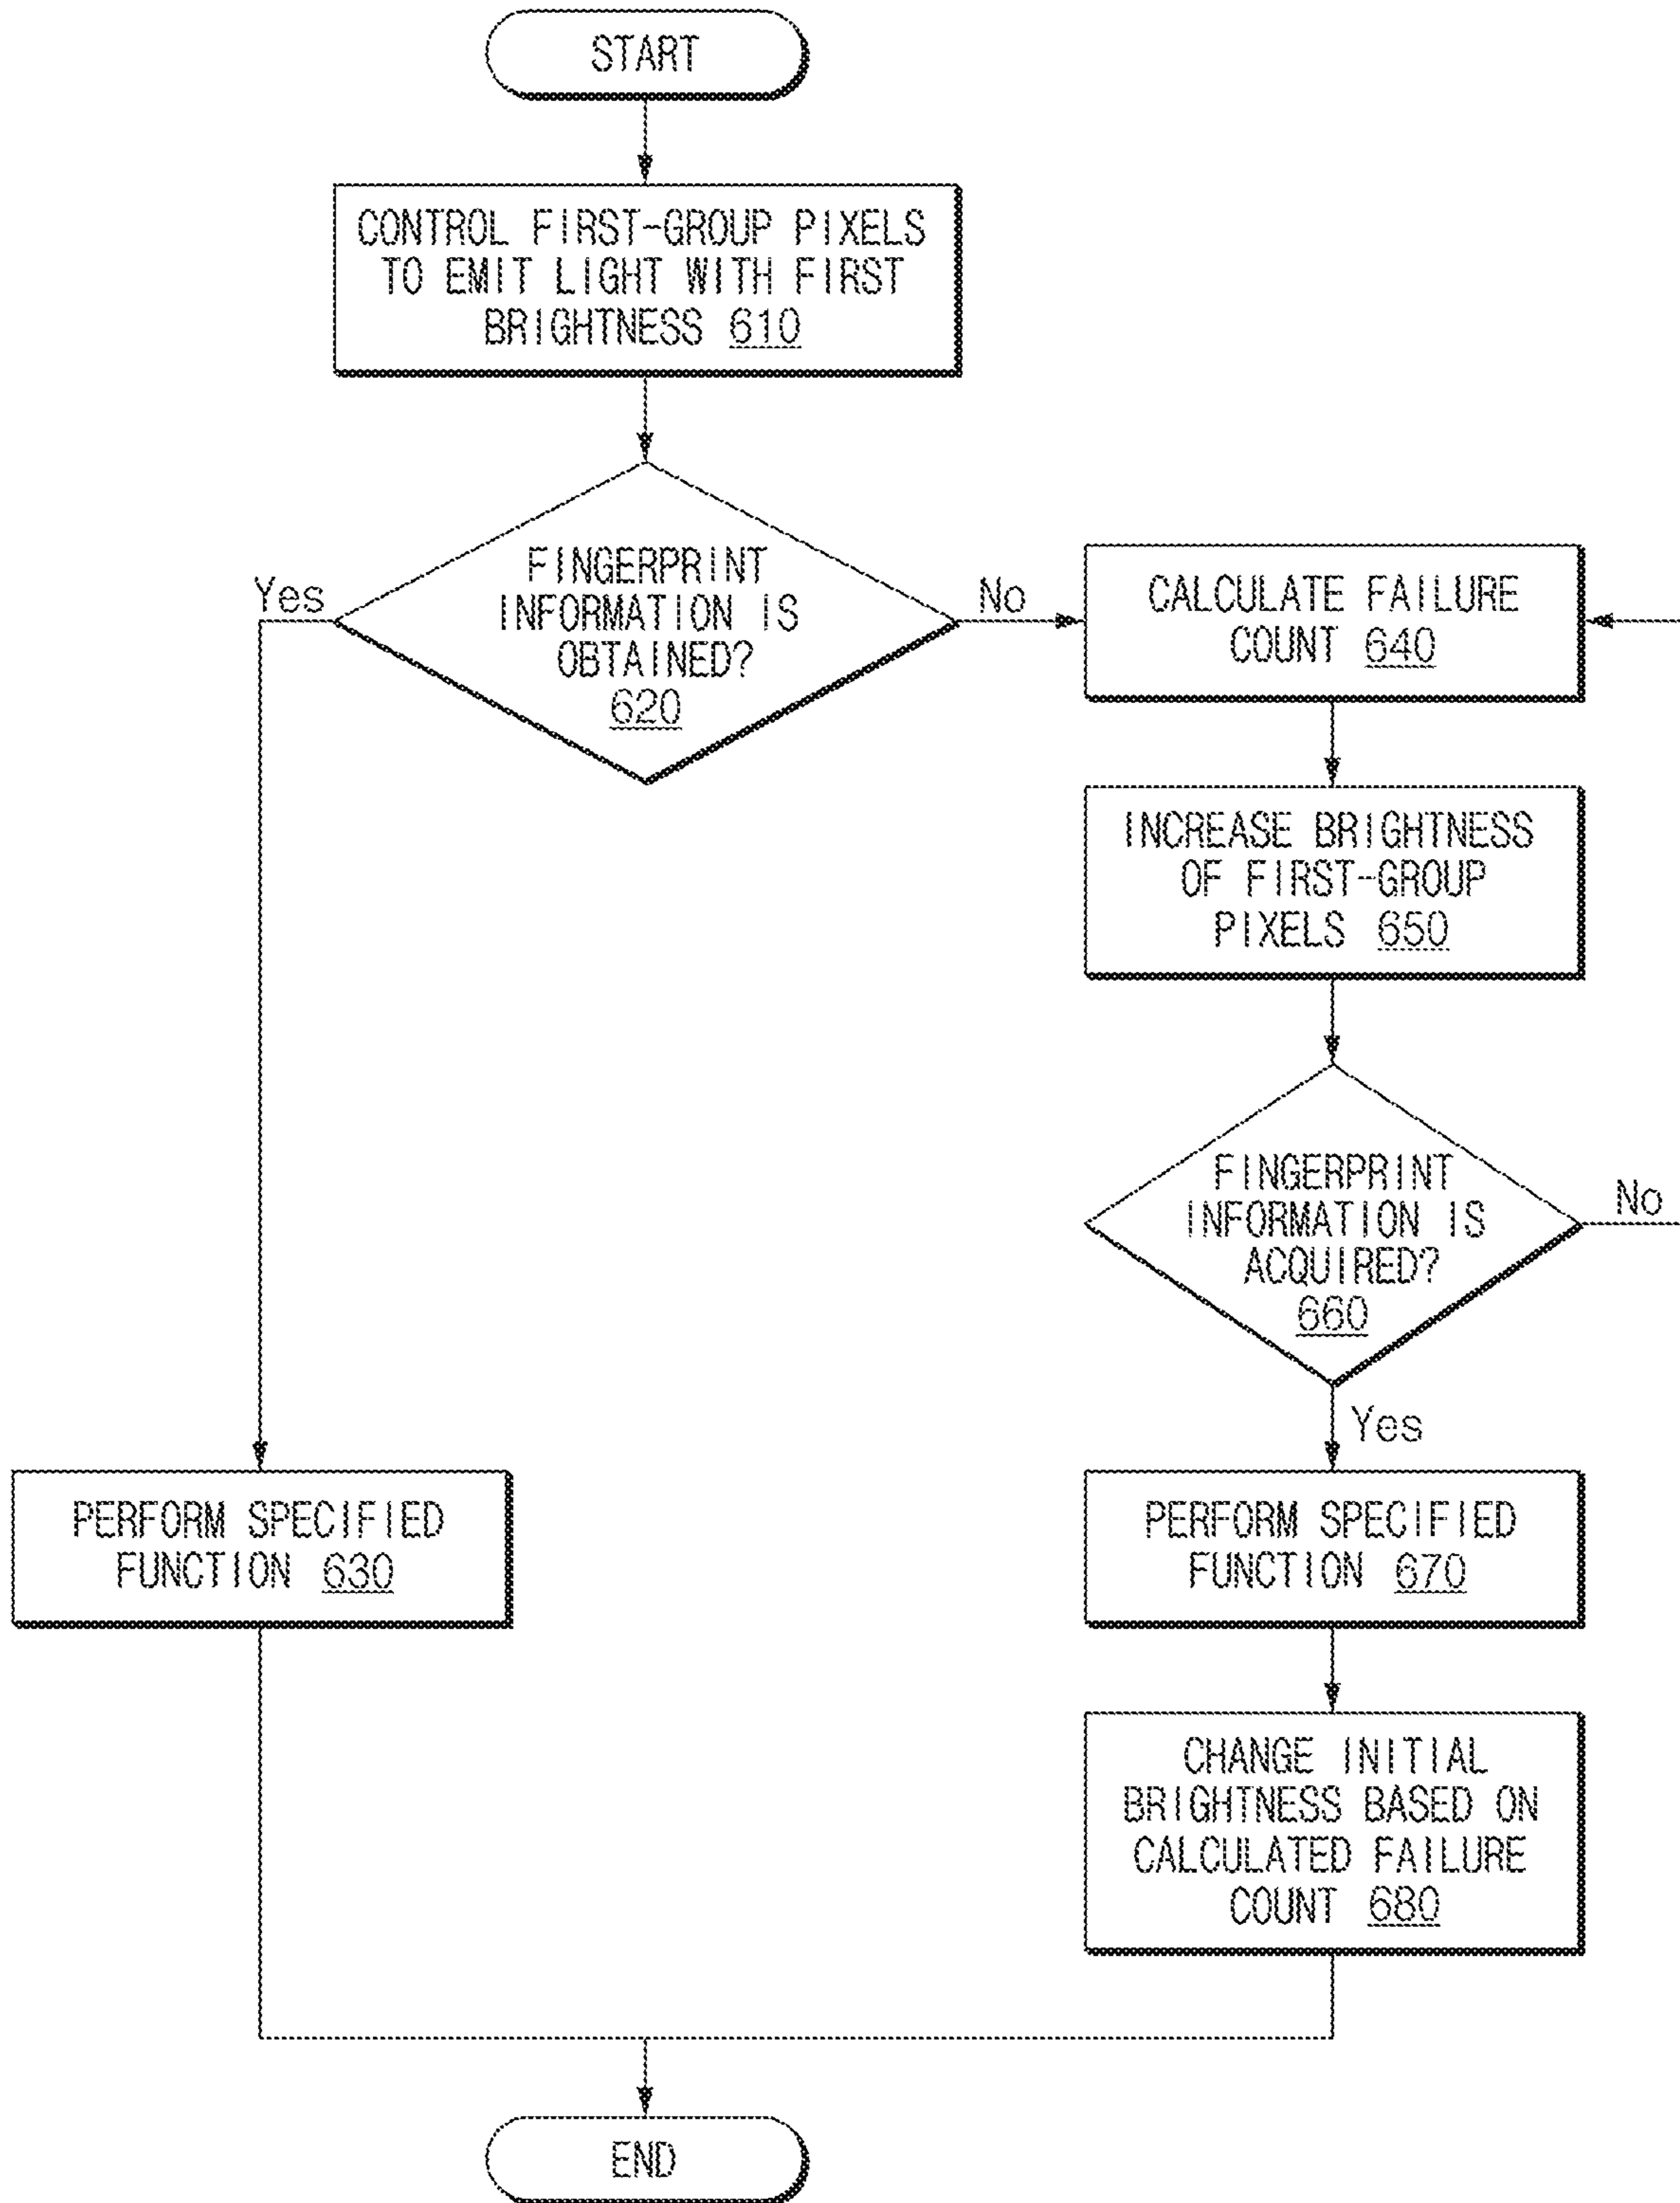 START
CONTROL FIRST-GROUP PIXELS
TO EMIT LIGHT WITH FIRST
BRIGHTNESS 610
FINGERPRINT
INFORMATION IS
OBTAINED?
620
Yes
No
CALCULATE FAILURE
COUNT 640
INCREASE BRIGHTNESS
OF FIRST-GROUP
PIXELS 650
FINGERPRINT
INFORMATION IS
ACQUIRED?
660
No
Yes
PERFORM SPECIFIED
FUNCTION 630
PERFORM SPECIFIED
FUNCTION 670
CHANGE INITIAL
BRIGHTNESS BASED ON
CALCULATED FAILURE
COUNT 680
END